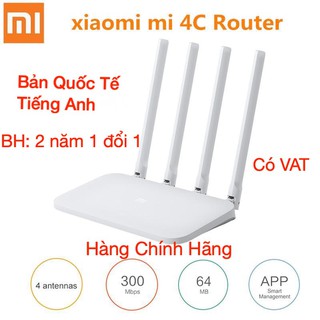 mi
xiaomi mi 4C Router
Bản Quốc Tế
Tiếng Anh
BH: 2 năm 1 đổi 1
Có VAT
Hàng Chính Hãng
4 antennas
300
Mbps
64
MB
APP
Smart
Management